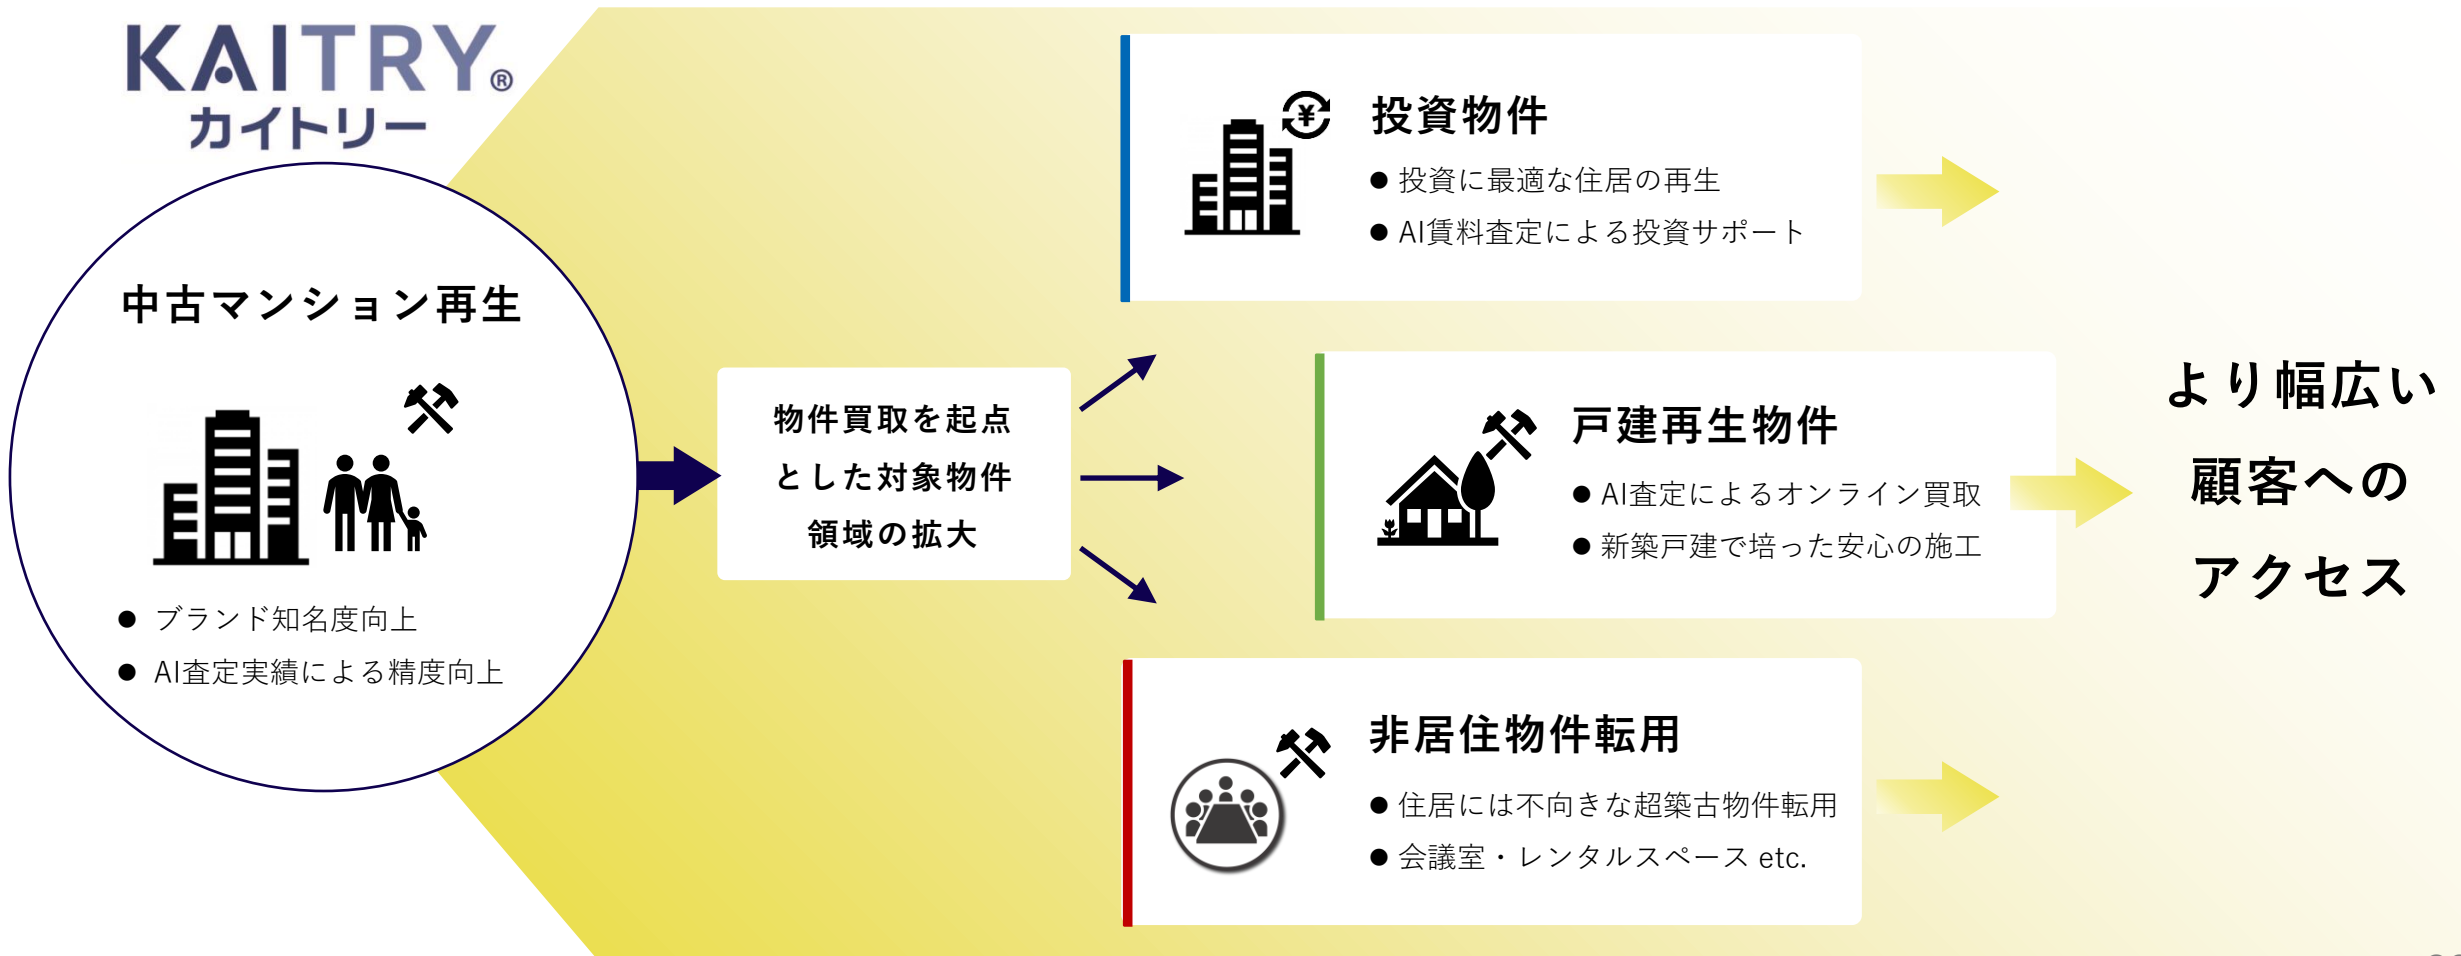 KAITRY®
カイトリー
中古マンション再生
● ブランド知名度向上
● AI査定実績による精度向上
物件買取を起点
とした対象物件
領域の拡大
¥
投資物件
● 投資に最適な住居の再生
● AI賃料査定による投資サポート
戸建再生物件
● AI査定によるオンライン買取
● 新築戸建で培った安心の施工
非居住物件転用
● 住居には不向きな超築古物件転用
● 会議室・レンタルスペース etc.
より幅広い
顧客への
アクセス